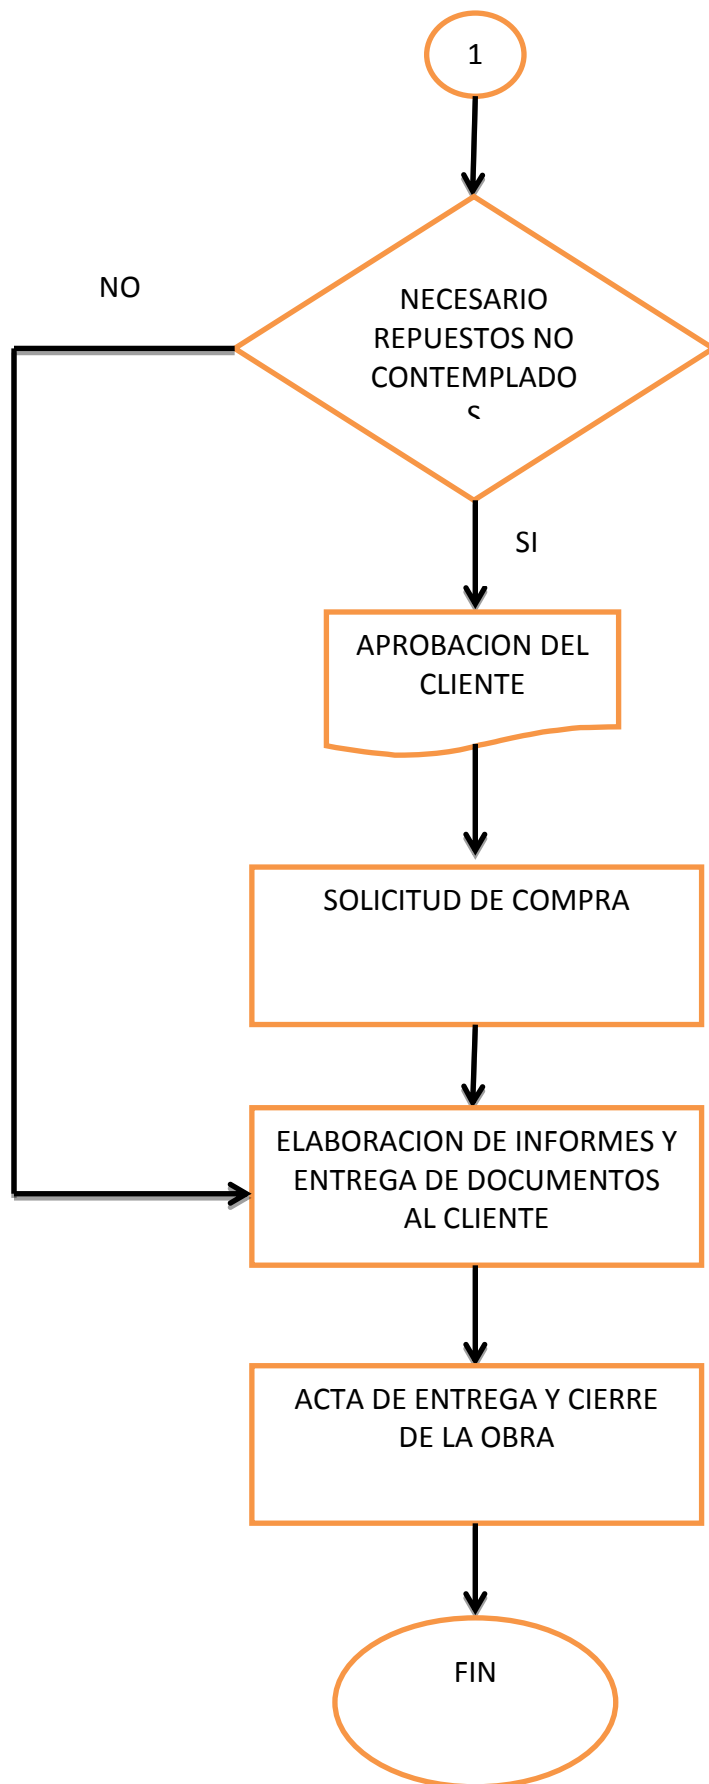 1
NO
NECESARIO
REPUESTOS NO
CONTEMPLADO
S
SI
APROBACION DEL
CLIENTE
SOLICITUD DE COMPRA
ELABORACION DE INFORMES Y
ENTREGA DE DOCUMENTOS
AL CLIENTE
ACTA DE ENTREGA Y CIERRE
DE LA OBRA
FIN